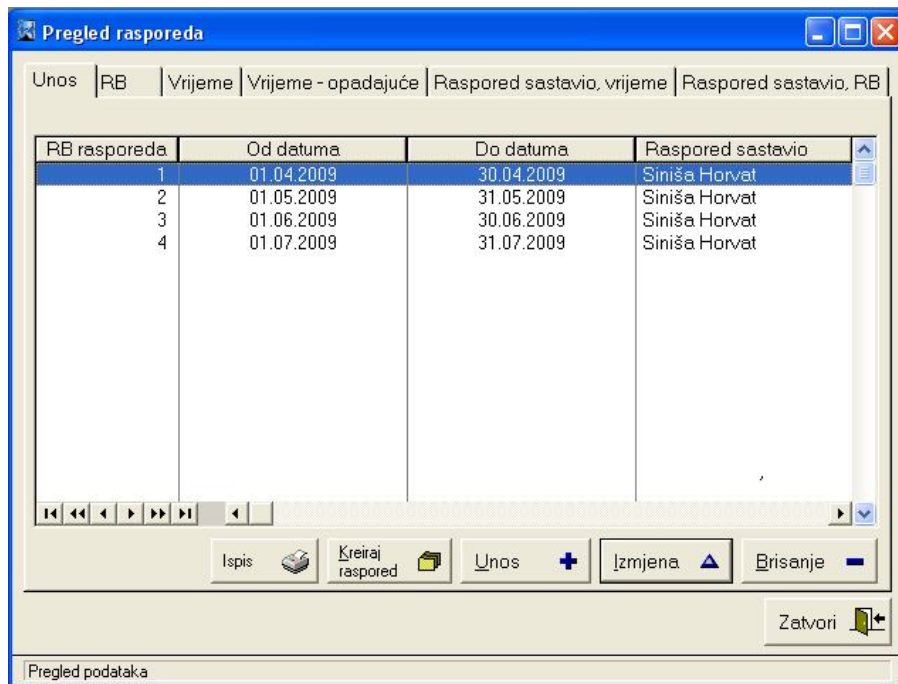 Pregled rasporeda
Unos RB Vrijeme Vrijeme - opadajuće Raspored sastavio, vrijeme Raspored sastavio, RB
RB rasporeda Od datuma Do datuma Raspored sastavio
1 01.04.2009 30.04.2009 Siniša Horvat
2 01.05.2009 31.05.2009 Siniša Horvat
3 01.06.2009 30.06.2009 Siniša Horvat
4 01.07.2009 31.07.2009 Siniša Horvat
Ispis Kreiraj raspored Unos Izmjena Brisanje
Zatvori
Pregled podataka